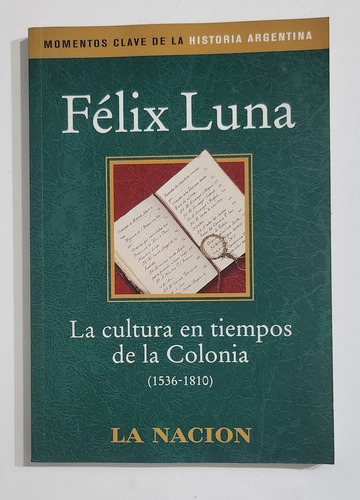 MOMENTOS CLAVE DE LA HISTORIA ARGENTINA
Félix Luna
La cultura en tiempos
de la Colonia
(1536-1810)
LA NACION